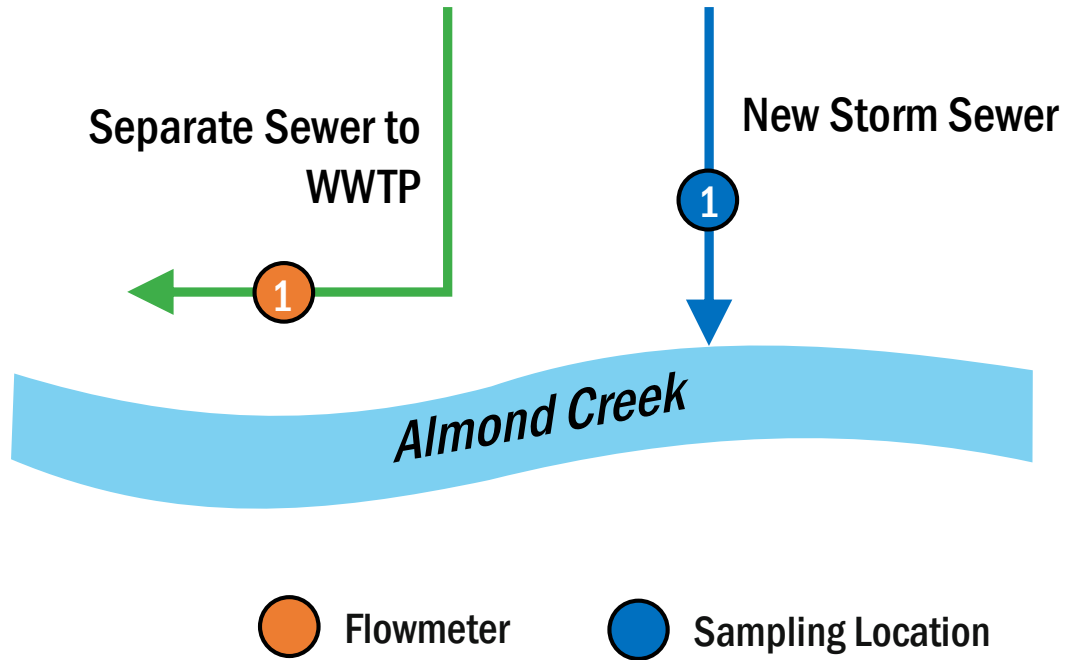 Separate Sewer to
WWTP
New Storm Sewer
1
1
Almond Creek
Flowmeter
Sampling Location